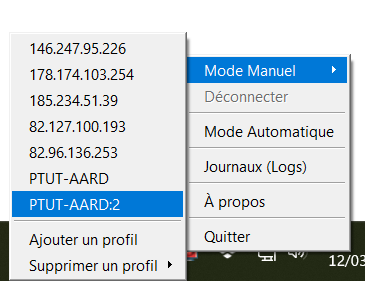 146.247.95.226
178.174.103.254
185.234.51.39
82.127.100.193
82.96.136.253
PTUT-AARD
PTUT-AARD:2
Ajouter un profil
Supprimer un profil
Mode Manuel
Déconnecter
Mode Automatique
Journaux (Logs)
À propos
Quitter
12/03